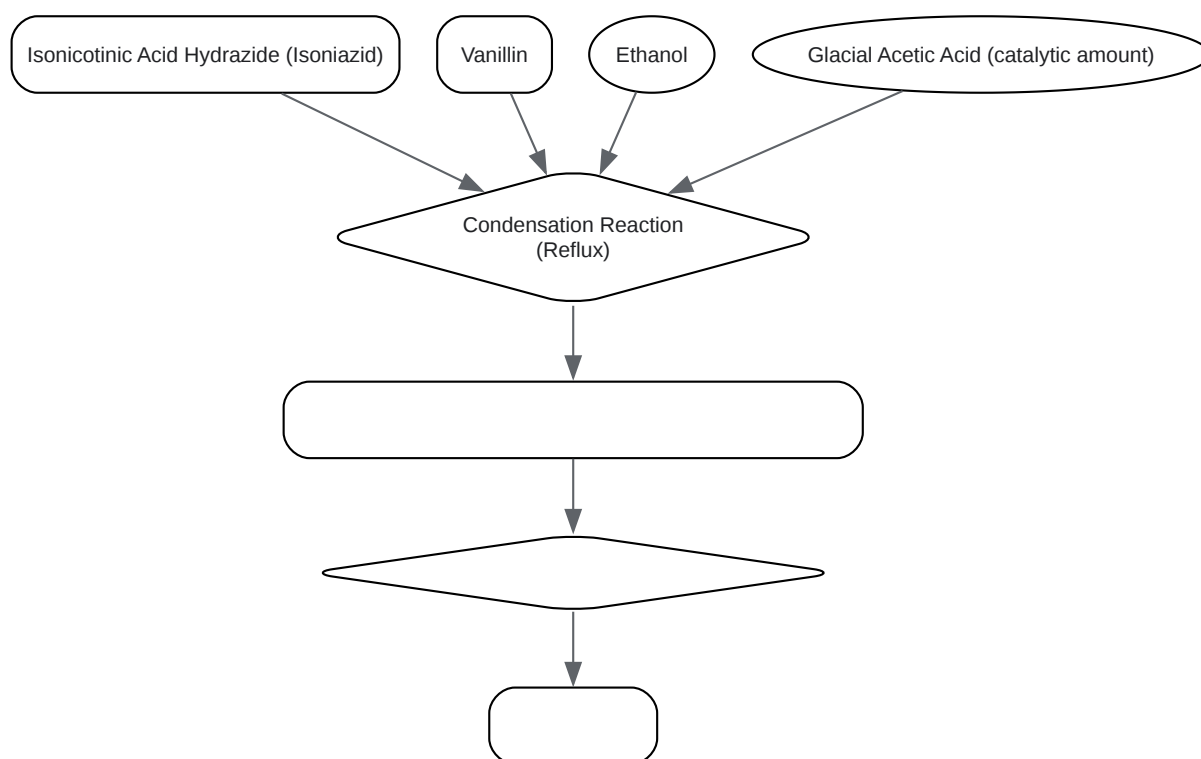 Isonicotinic Acid Hydrazide (Isoniazid)
Vanillin
Ethanol
Glacial Acetic Acid (catalytic amount)
Condensation Reaction
(Reflux)